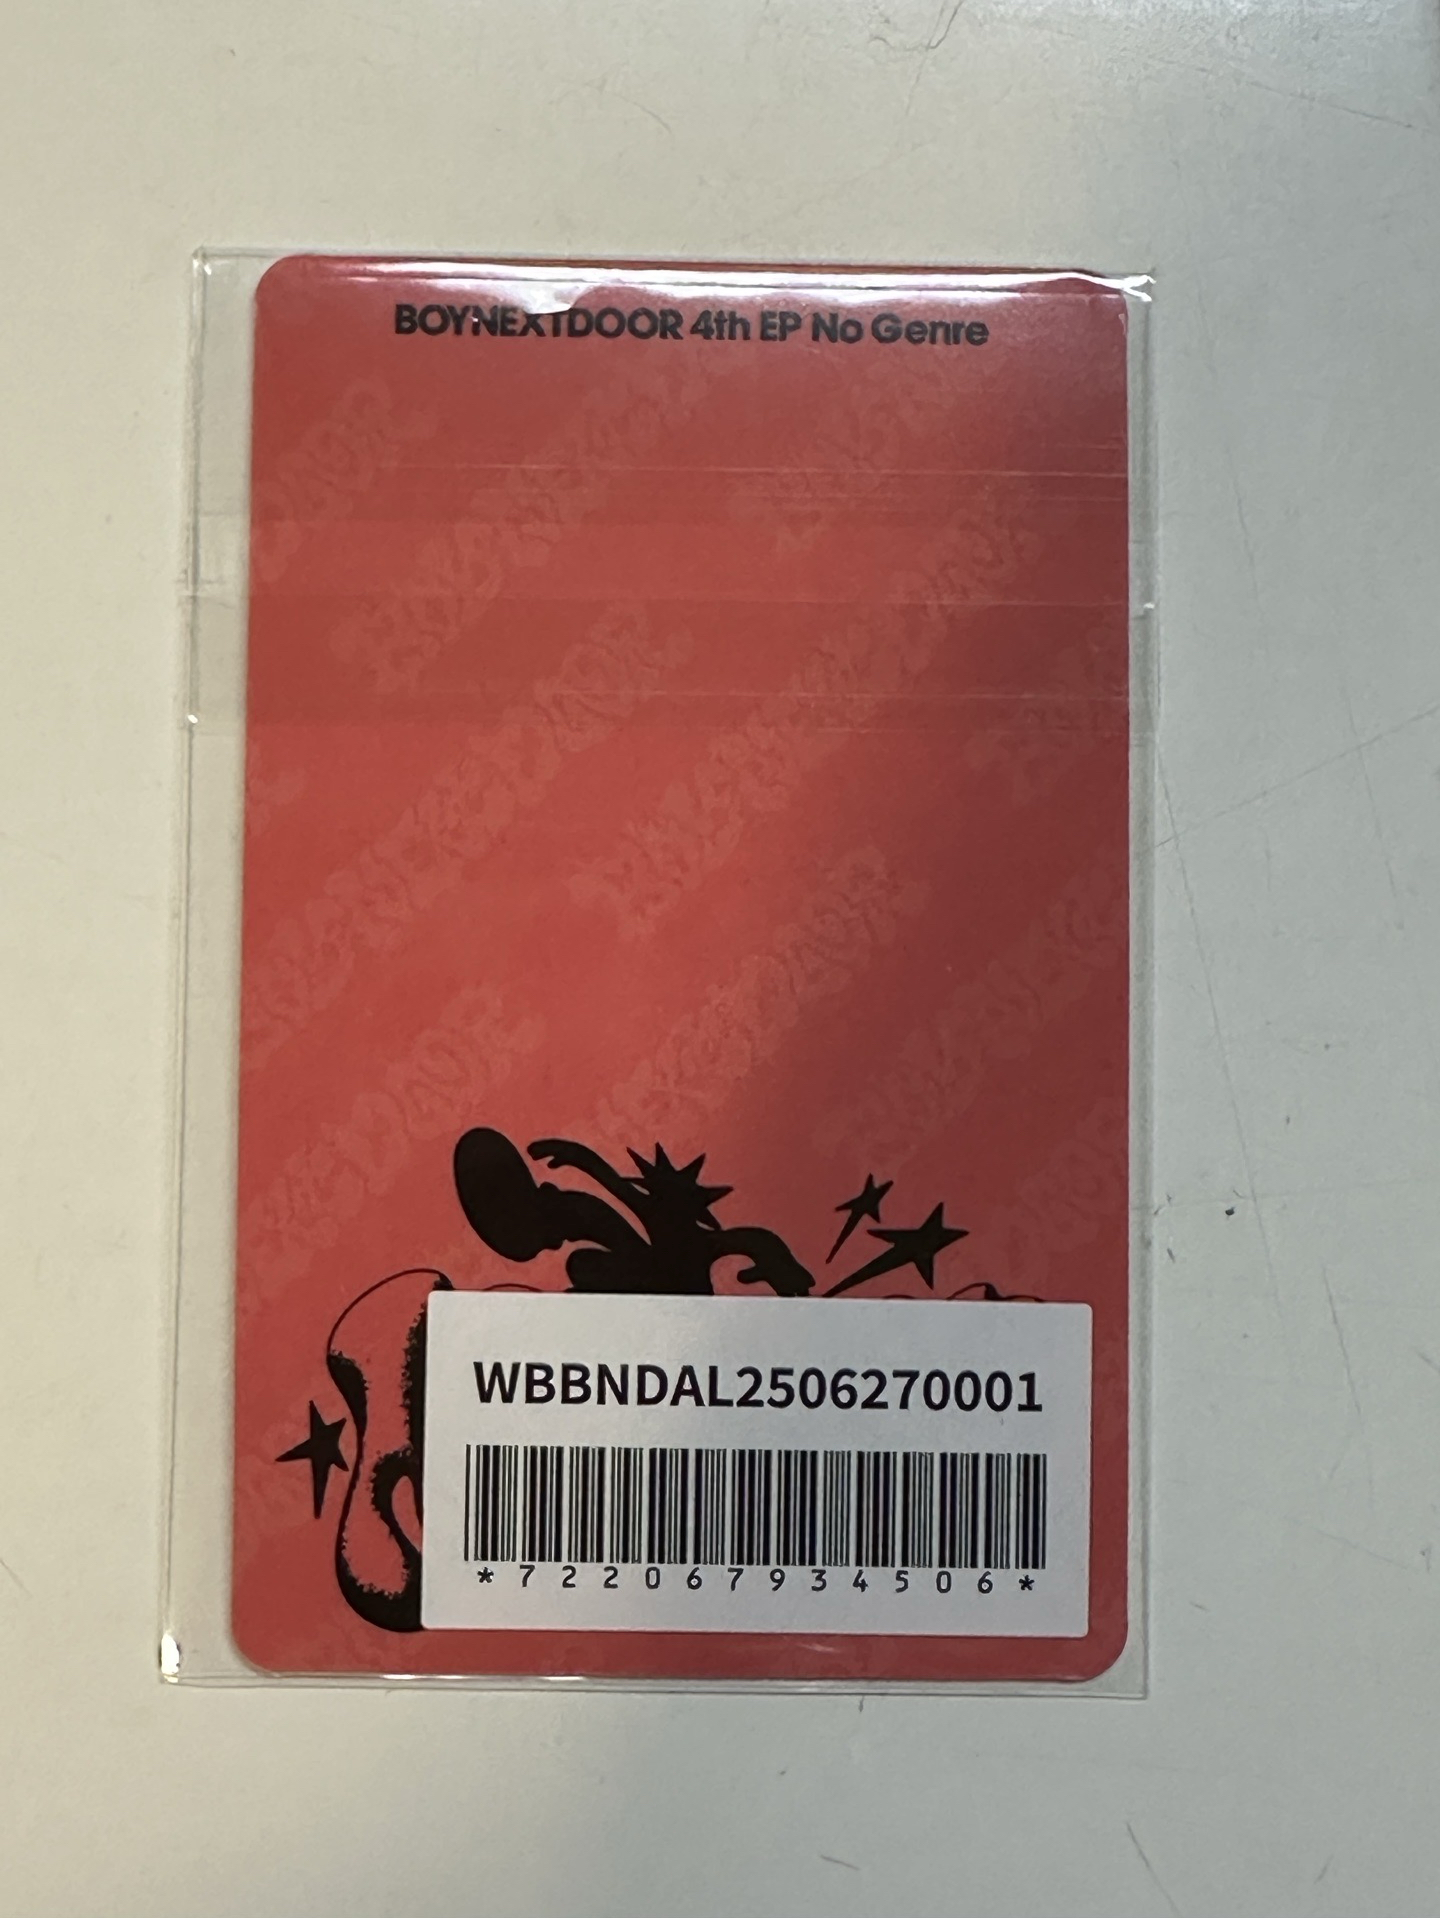 BOYNEXTDOOR 4th EP No Genre
WBBNDAL2506270001
*722067934506*